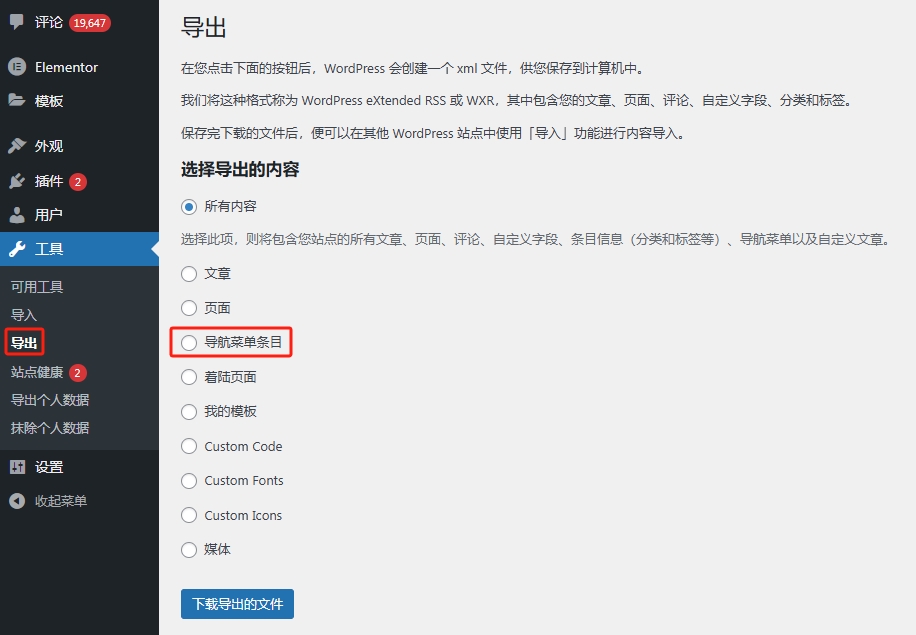 评论 19,647
Elementor
模板
外观
插件 2
用户
工具
可用工具
导入
导出
站点健康 2
导出个人数据
抹除个人数据
设置
收起菜单
导出
在您点击下面的按钮后，WordPress 会创建一个 xml 文件，供您保存到计算机中。
我们将这种格式称为 WordPress eXtended RSS 或 WXR，其中包含您的文章、页面、评论、自定义字段、分类和标签。
保存完下载的文件后，便可以在其他 WordPress 站点中使用「导入」功能进行内容导入。
选择导出的内容
所有内容
选择此项，则将包含您站点的所有文章、页面、评论、自定义字段、条目信息（分类和标签等）、导航菜单以及自定义文章。
文章
页面
导航菜单条目
着陆页面
我的模板
Custom Code
Custom Fonts
Custom Icons
媒体
下载导出的文件